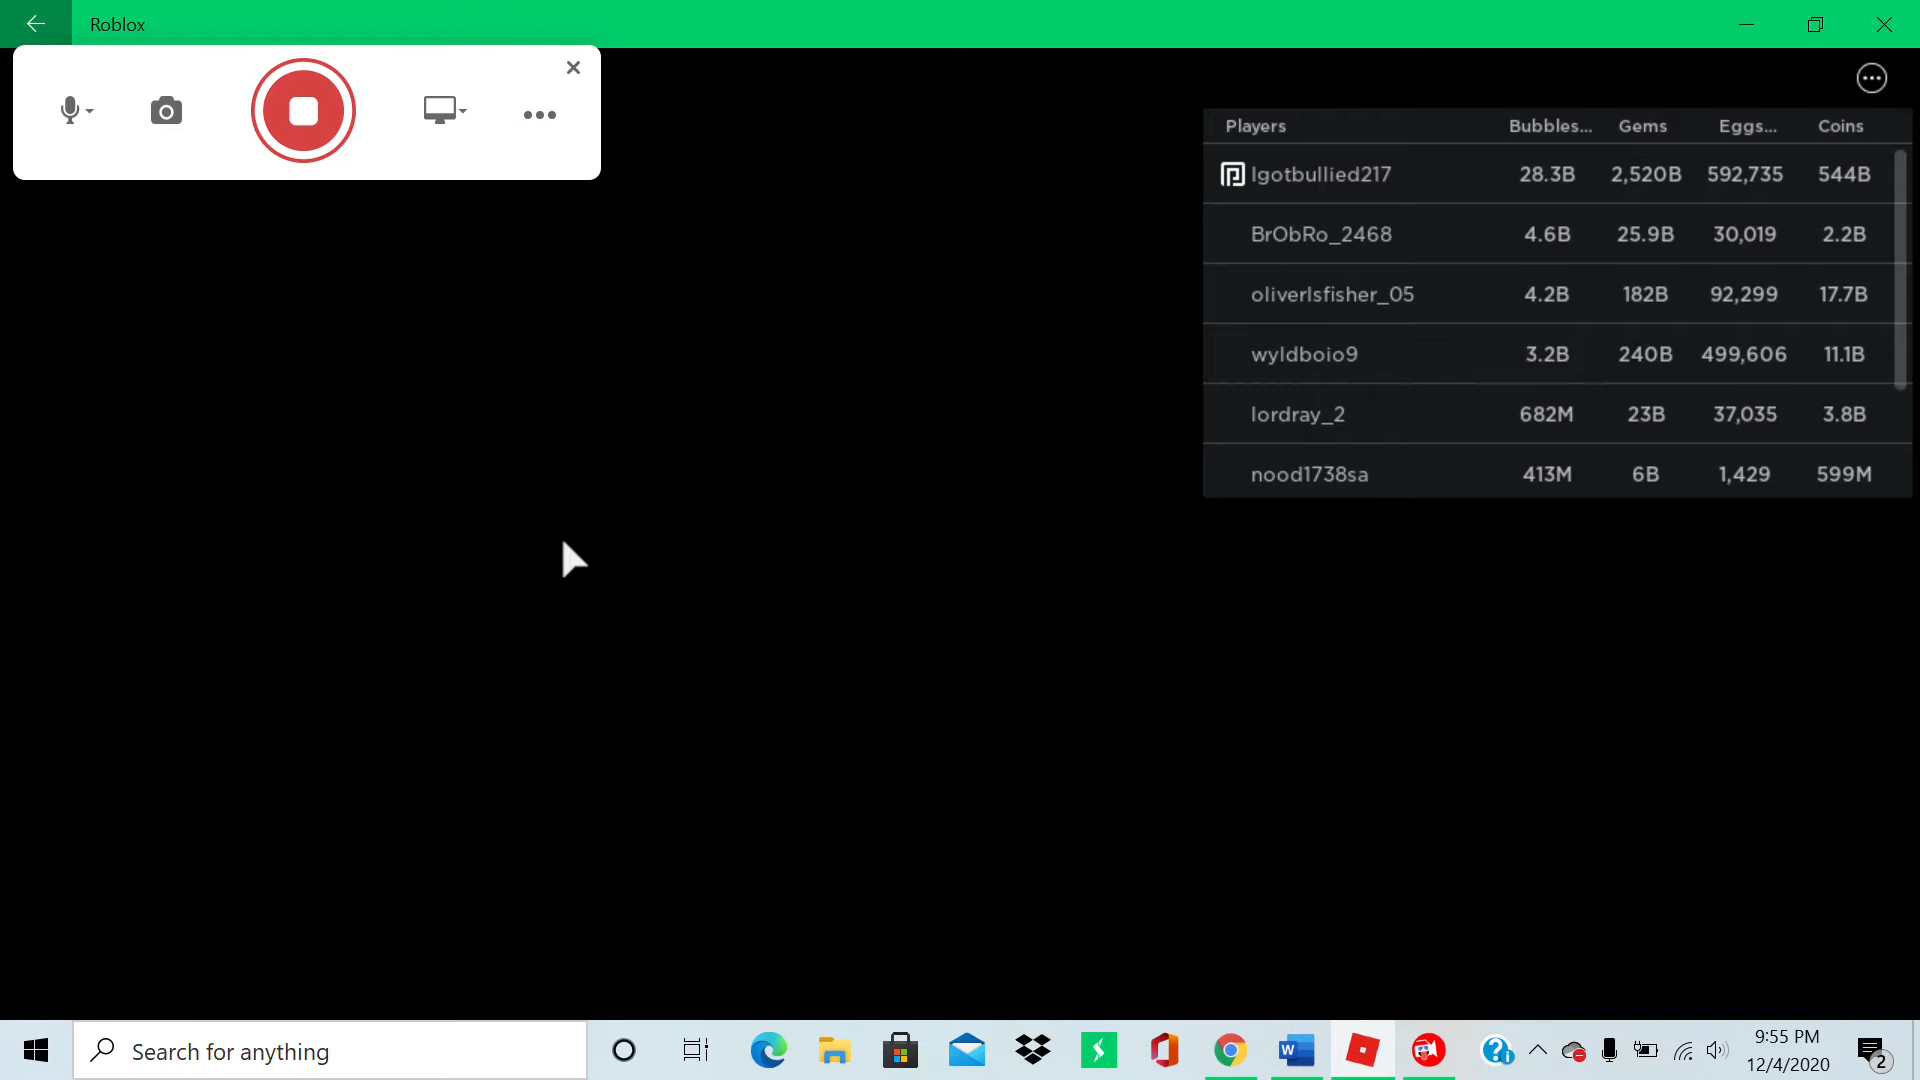 Roblox
Players Bubbles... Gems Eggs... Coins
Igotbullied217 28.3B 2,520B 592,735 544B
BrObRo_2468 4.6B 25.9B 30,019 2.2B
oliverlsfisher_05 4.2B 182B 92,299 17.7B
wyldboio9 3.2B 240B 499,606 11.1B
lordray_2 682M 23B 37,035 3.8B
nood1738sa 413M 6B 1,429 599M
Search for anything
W
9:55 PM
12/4/2020
2